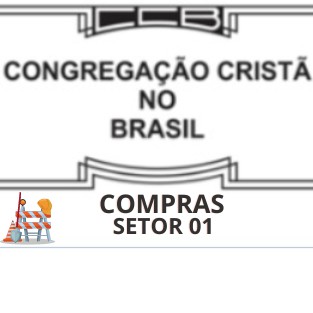 CCB
CONGREGAÇÃO CRISTÃ
NO
BRASIL
COMPRAS
SETOR 01